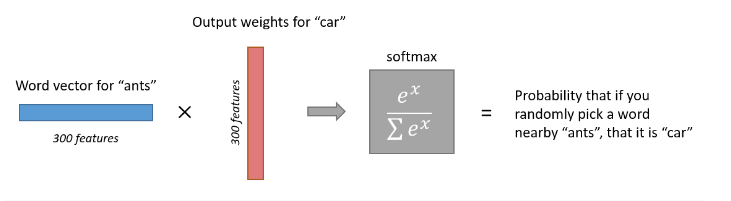 Output weights for “car”
softmax
Word vector for “ants”
300 features
×
300 features
e^x
∑ e^x
=
Probability that if you
randomly pick a word
nearby “ants”, that it is “car”